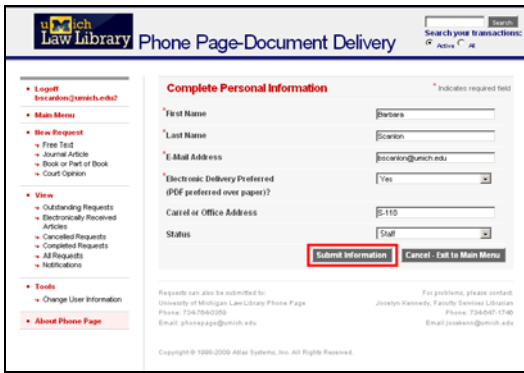 uMich
Law Library
Phone Page-Document Delivery
Search
Search your transactions:
Active All
Logoff
bscanlon@umich.edu?
Main Menu
New Request
Free Text
Journal Article
Book or Part of Book
Court Opinion
View
Outstanding Requests
Electronically Received
Articles
Cancelled Requests
Completed Requests
All Requests
Notifications
Tools
Change User Information
About Phone Page
Complete Personal Information
* Indicates required field
*First Name
Barbara
*Last Name
Scanlon
*E-Mail Address
bscanlon@umich.edu
*Electronic Delivery Preferred
(PDF preferred over paper)?
Yes
Carrel or Office Address
S-110
Status
Staff
Submit Information
Cancel - Exit to Main Menu
Requests can also be submitted to:
University of Michigan Law Library Phone Page
Phone: 734/764-0359
Email: phonepage@umich.edu
For problems, please contact:
Jocelyn Kennedy, Faculty Services Librarian
Phone: 734/647-1746
Email:joskenn@umich.edu
Copyright © 1996-2009 Atlas Systems, Inc. All Rights Reserved.